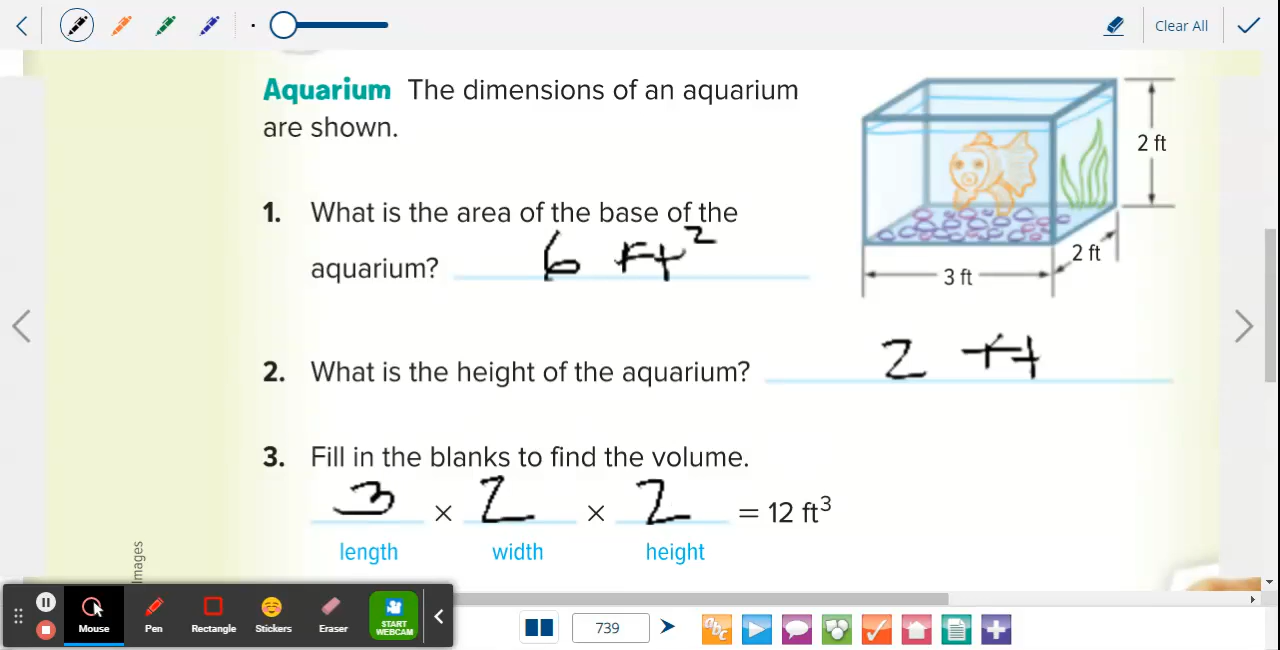 Clear All
Aquarium The dimensions of an aquarium
are shown.
2 ft
2 ft
3 ft
1. What is the area of the base of the
aquarium? 6 ft²
2. What is the height of the aquarium? 2 ft
3. Fill in the blanks to find the volume.
3 × 2 × 2 = 12 ft³
length width height
Images
Mouse Pen Rectangle Stickers Eraser START WEBCAM
739
abc